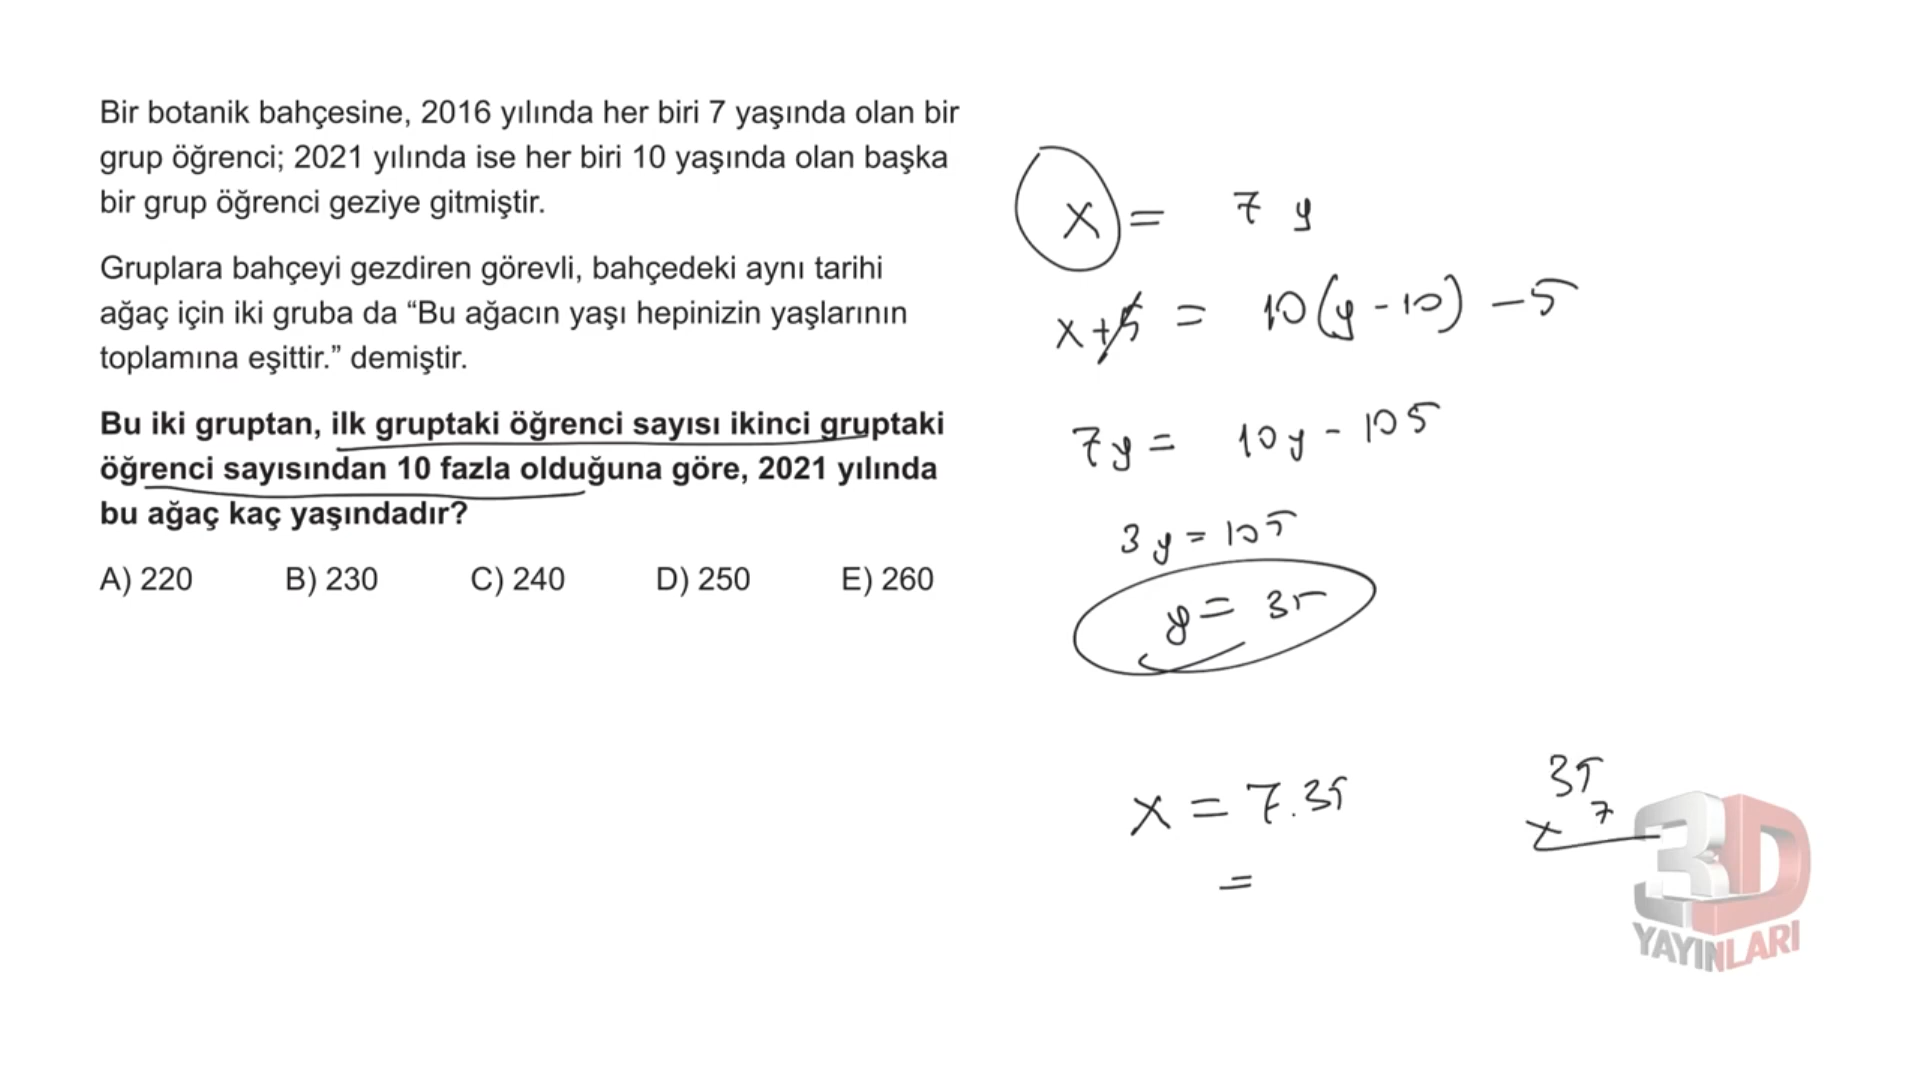 Bir botanik bahçesine, 2016 yılında her biri 7 yaşında olan bir
grup öğrenci; 2021 yılında ise her biri 10 yaşında olan başka
bir grup öğrenci geziye gitmiştir.
Gruplara bahçeyi gezdiren görevli, bahçedeki aynı tarihi
ağaç için iki gruba da “Bu ağacın yaşı hepinizin yaşlarının
toplamına eşittir.” demiştir.
Bu iki gruptan, ilk gruptaki öğrenci sayısı ikinci gruptaki
öğrenci sayısından 10 fazla olduğuna göre, 2021 yılında
bu ağaç kaç yaşındadır?
A) 220 B) 230 C) 240 D) 250 E) 260
x = 7 y
x + 5 = 10(y - 10) - 5
7y = 10y - 105
3y = 105
y = 35
x = 7.35
=
35
x 7
3D
YAYINLARI